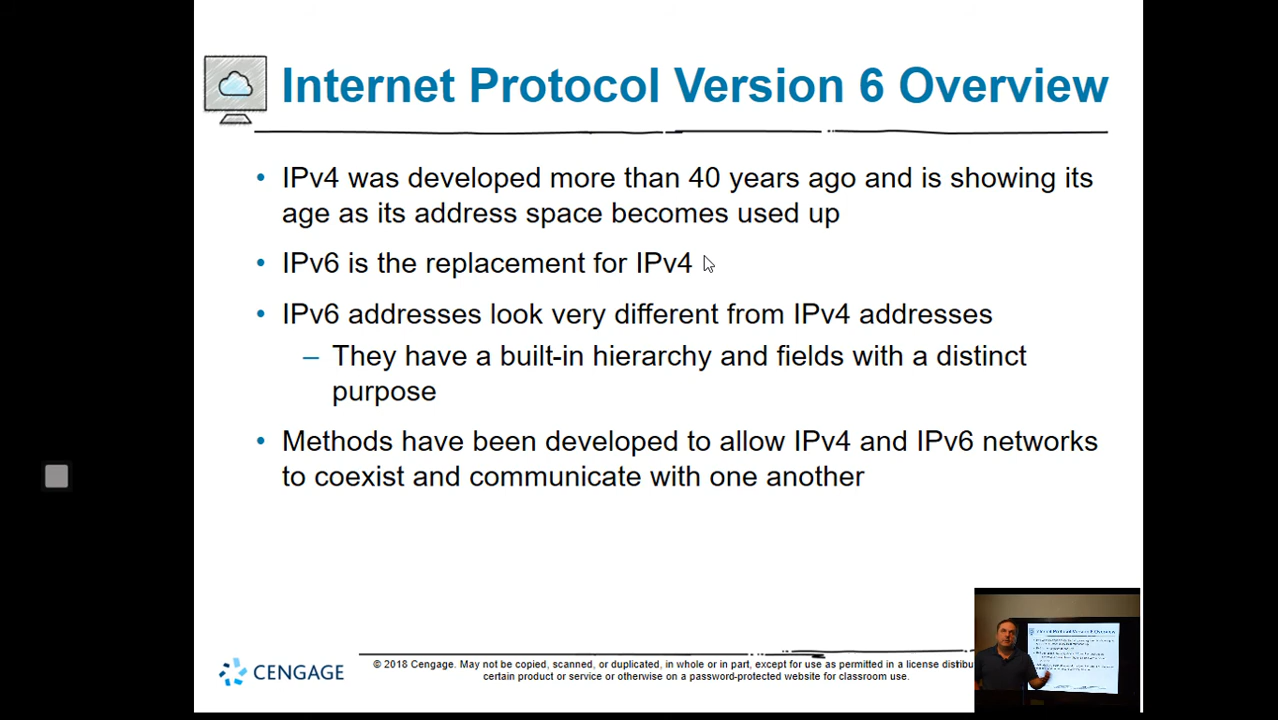 Internet Protocol Version 6 Overview
• IPv4 was developed more than 40 years ago and is showing its
age as its address space becomes used up
• IPv6 is the replacement for IPv4
• IPv6 addresses look very different from IPv4 addresses
– They have a built-in hierarchy and fields with a distinct
purpose
• Methods have been developed to allow IPv4 and IPv6 networks
to coexist and communicate with one another
CENGAGE
© 2018 Cengage. May not be copied, scanned, or duplicated, in whole or in part, except for use as permitted in a license distribu
certain product or service or otherwise on a password-protected website for classroom use.
Internet Protocol Version 6 Overview